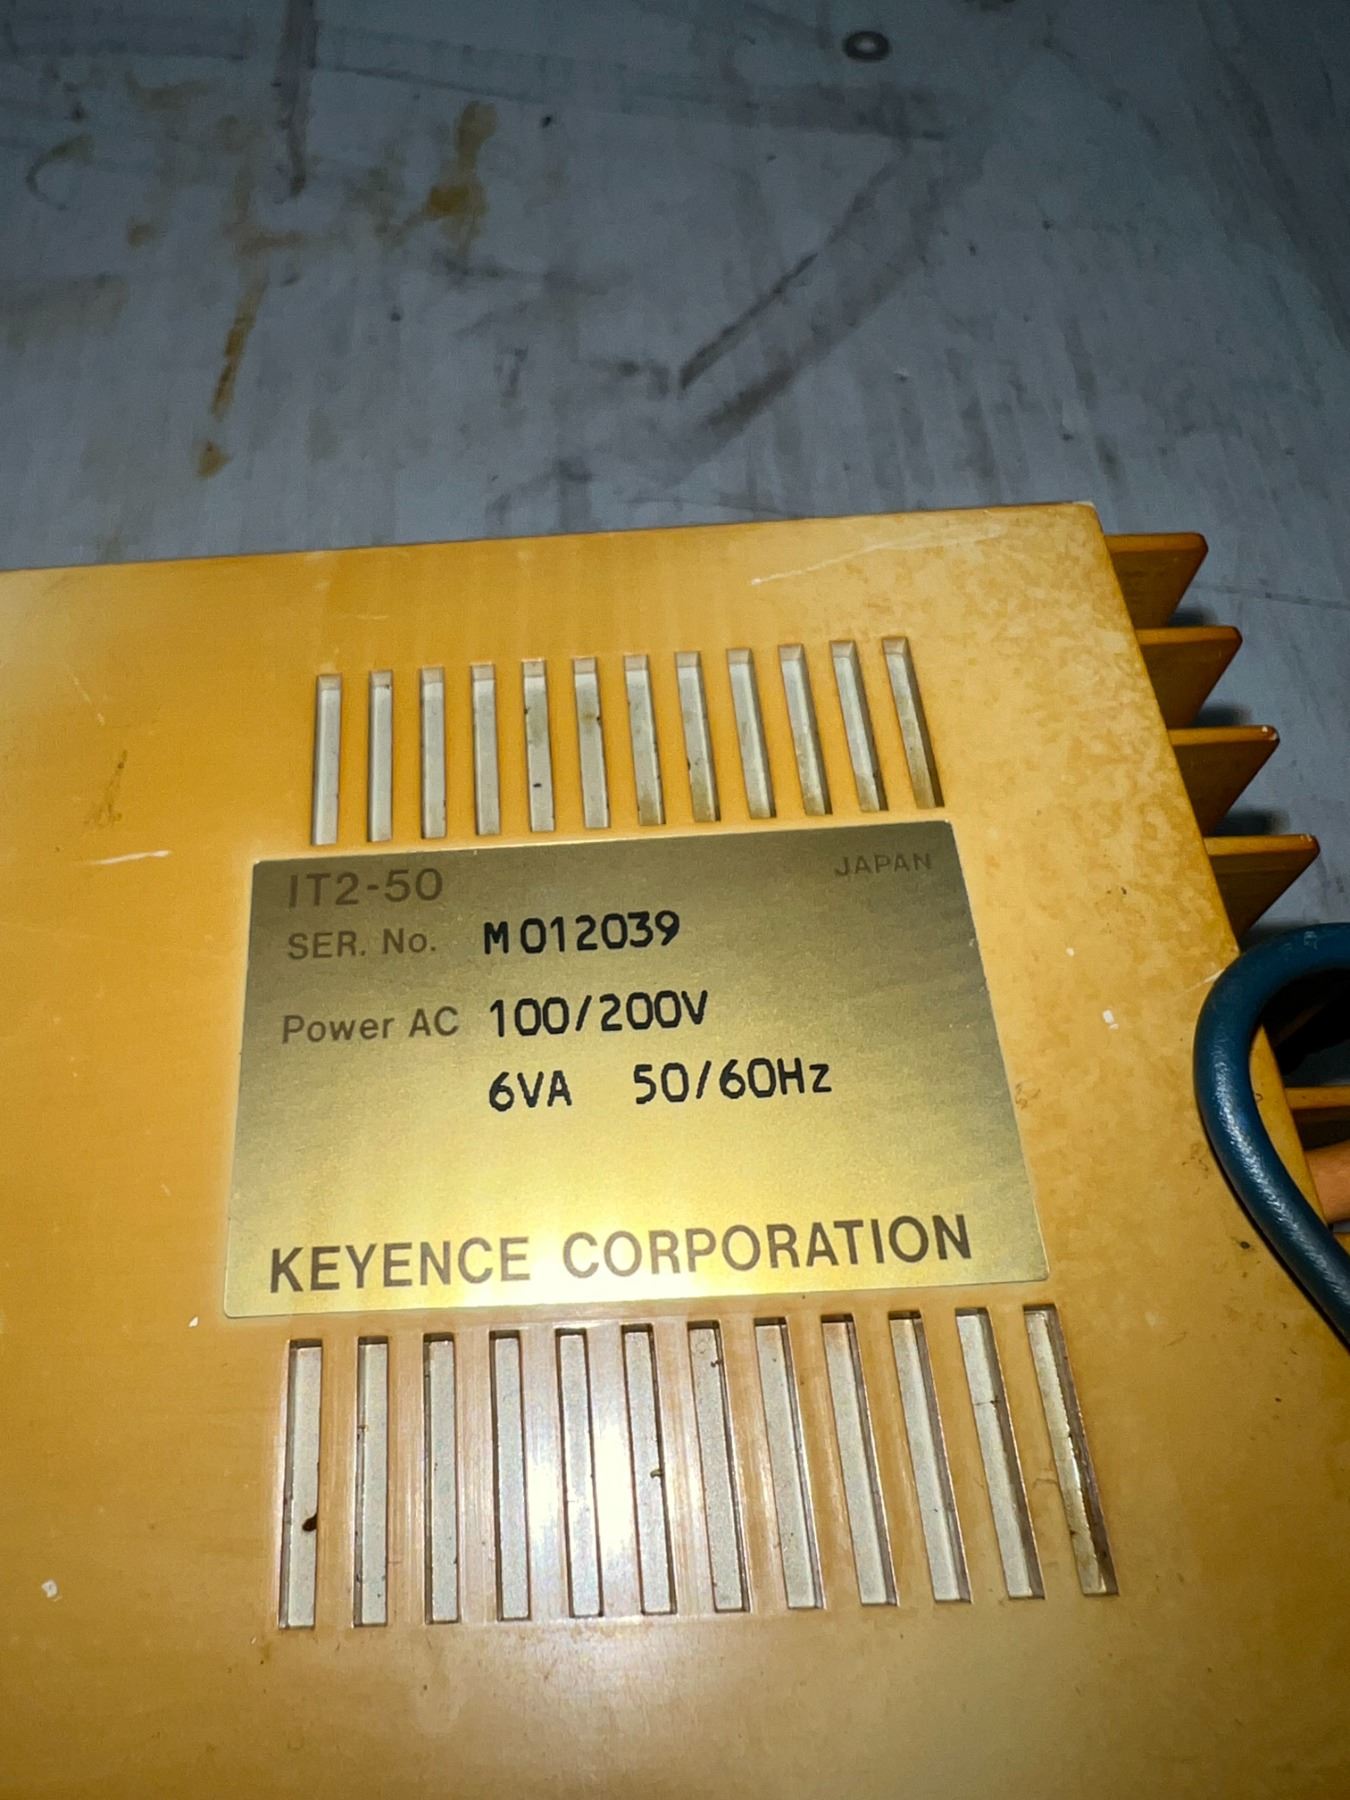 IT2-50 JAPAN
SER. No. M012039
Power AC 100/200V
6VA 50/60Hz
KEYENCE CORPORATION